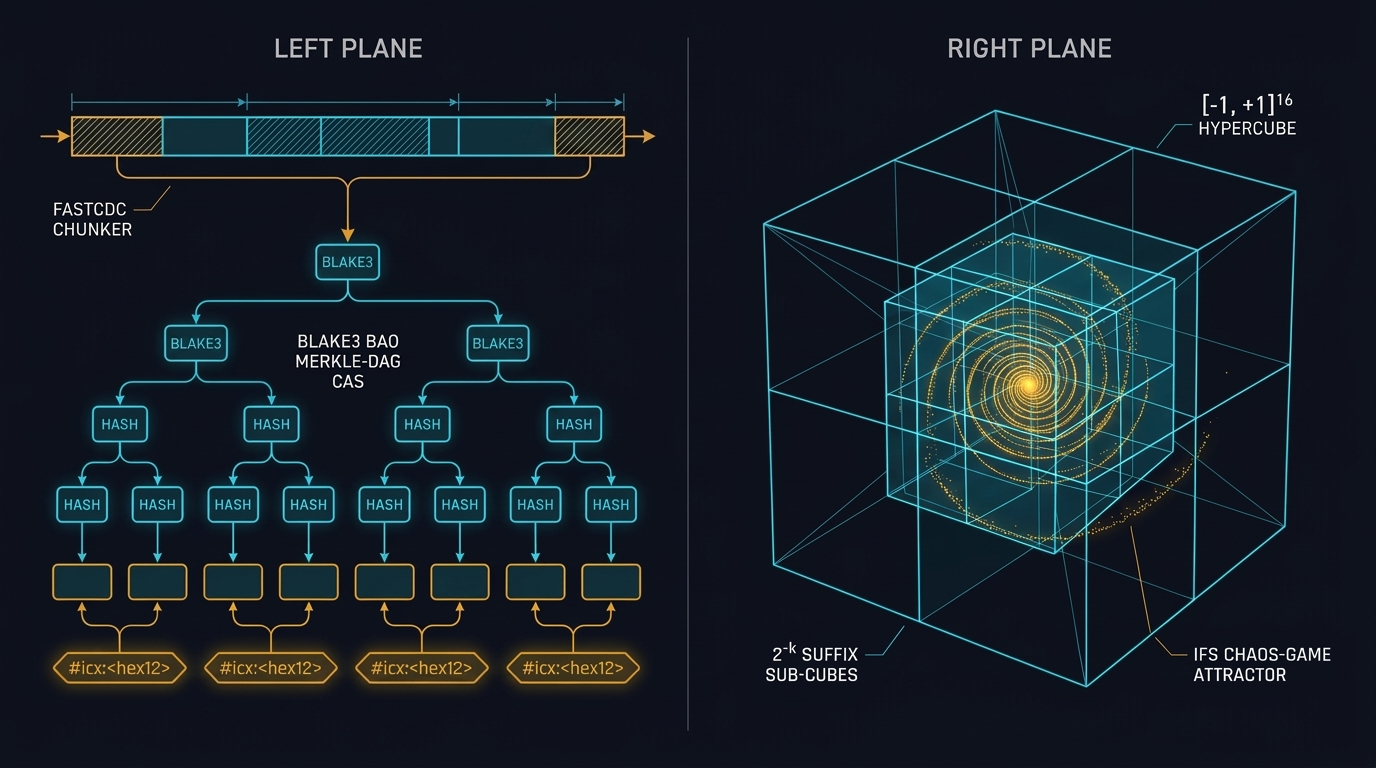 LEFT PLANE
FASTCDC
CHUNKER
BLAKE3
BLAKE3
BLAKE3 BAO
MERKLE-DAG
CAS
BLAKE3
HASH
HASH
HASH
HASH
HASH
HASH
HASH
HASH
HASH
HASH
HASH
HASH
#icx:<hex12>
#icx:<hex12>
#icx:<hex12>
#icx:<hex12>
RIGHT PLANE
[-1, +1]¹⁶
HYPERCUBE
2⁻ᵏ SUFFIX
SUB-CUBES
IFS CHAOS-GAME
ATTRACTOR